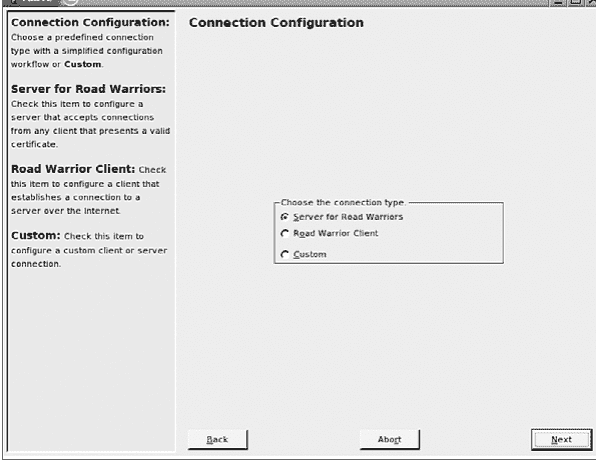 Connection Configuration:
Choose a predefined connection
type with a simplified configuration
workflow or Custom.
Server for Road Warriors:
Check this item to configure a
server that accepts connections
from any client that presents a valid
certificate.
Road Warrior Client: Check
this item to configure a client that
establishes a connection to a
server over the Internet.
Custom: Check this item to
configure a custom client or server
connection.
Connection Configuration
Choose the connection type.
Server for Road Warriors
Road Warrior Client
Custom
Back
Abort
Next